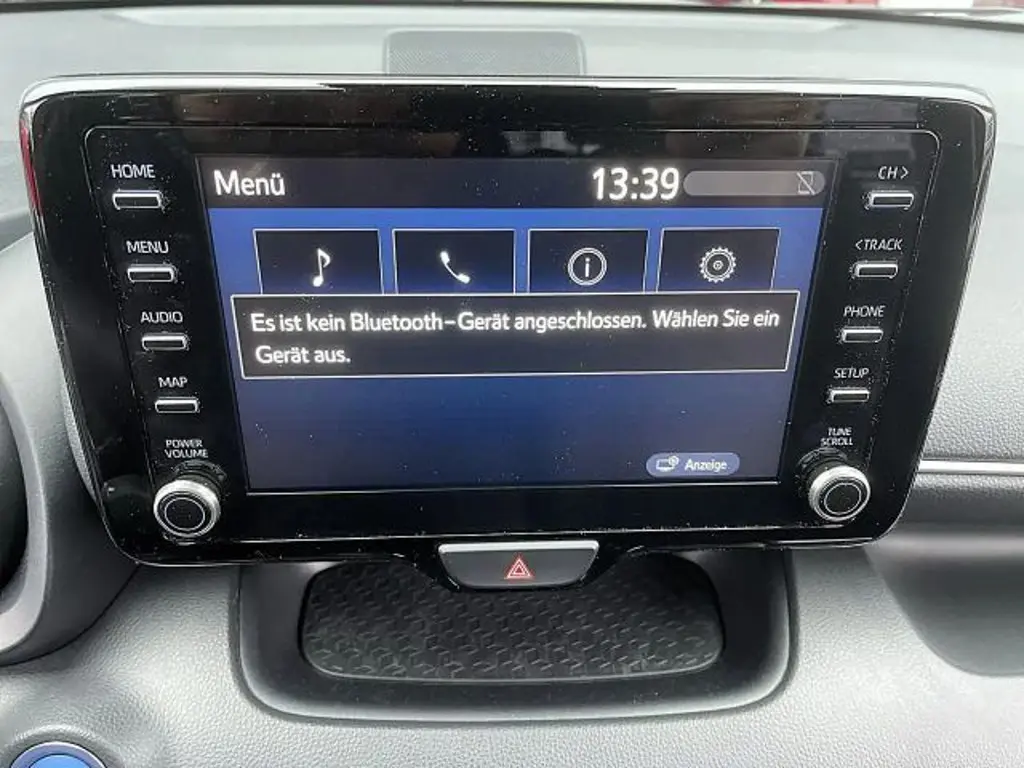 HOME
MENU
AUDIO
MAP
POWER
VOLUME
Menü 13:39
Es ist kein Bluetooth-Gerät angeschlossen. Wählen Sie ein
Gerät aus.
Anzeige
CH>
<TRACK
PHONE
SETUP
TUNE
SCROLL